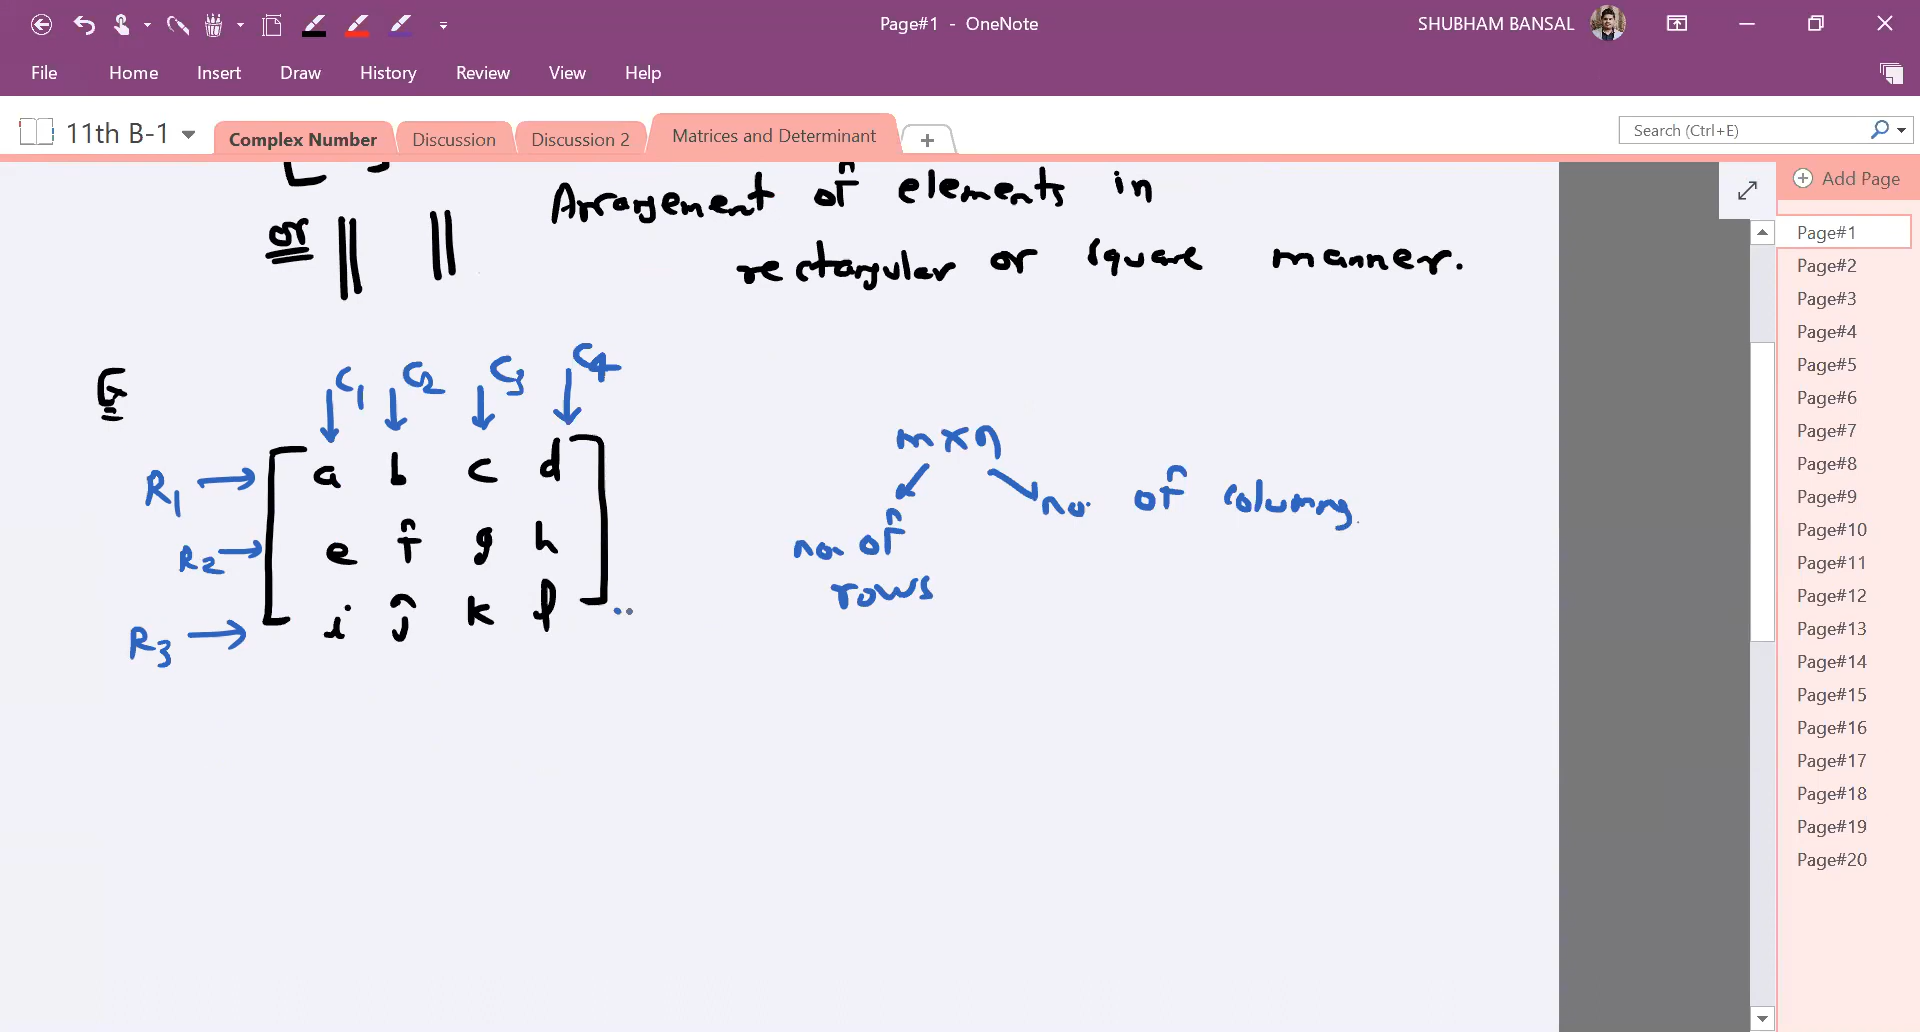 Page#1 - OneNote
SHUBHAM BANSAL
File Home Insert Draw History Review View Help
11th B-1
Complex Number
Discussion
Discussion 2
Matrices and Determinant
Search (Ctrl+E)
Add Page
Arrangement of elements in
or
rectangular or square manner.
C1 C2 C3 C4
R1 a b c d
R2 e f g h
R3 i j k l
m×n
no. of columns.
no. of
rows
Page#1
Page#2
Page#3
Page#4
Page#5
Page#6
Page#7
Page#8
Page#9
Page#10
Page#11
Page#12
Page#13
Page#14
Page#15
Page#16
Page#17
Page#18
Page#19
Page#20